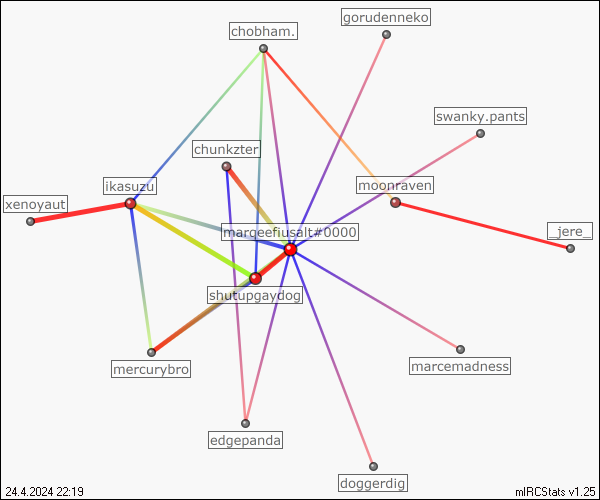 gorudenneko
chobham.
swanky.pants
chunkzter
ikasuzu
moonraven
xenoyaut
marqeefiusalt#0000
_jere_
shutupgaydog
marcemadness
mercurybro
edgepanda
doggerdig
24.4.2024 22:19
mIRCStats v1.25